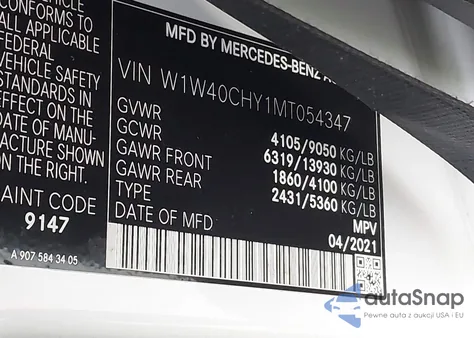 VEHICLE
CONFORMS TO
ALL APPLICABLE
FEDERAL
VEHICLE SAFETY
IN EFFECT ON
DATE OF MANU-
FACTURE SHOWN
THE RIGHT.
PAINT CODE
9147
A 907 584 34 05
MFD BY MERCEDES-BENZ A
VIN W1W40CHY1MT054347
GVWR 4105/9050 KG/LB
GCWR 6319/13930 KG/LB
GAWR FRONT 1860/4100 KG/LB
GAWR REAR 2431/5360 KG/LB
TYPE MPV
DATE OF MFD 04/2021
autoSnap
Pewne auta z aukcji USA i EU